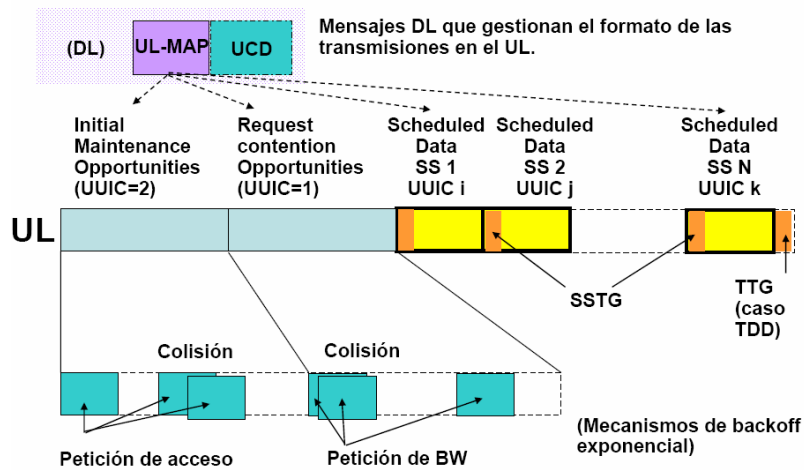 (DL)
UL-MAP
UCD
Mensajes DL que gestionan el formato de las
transmisiones en el UL.
Initial
Maintenance
Opportunities
(UUIC=2)
Request
contention
Opportunities
(UUIC=1)
Scheduled
Data
SS 1
UUIC i
Scheduled
Data
SS 2
UUIC j
Scheduled
Data
SS N
UUIC k
UL
SSTG
TTG
(caso
TDD)
Colisión
Colisión
Petición de acceso
Petición de BW
(Mecanismos de backoff
exponencial)